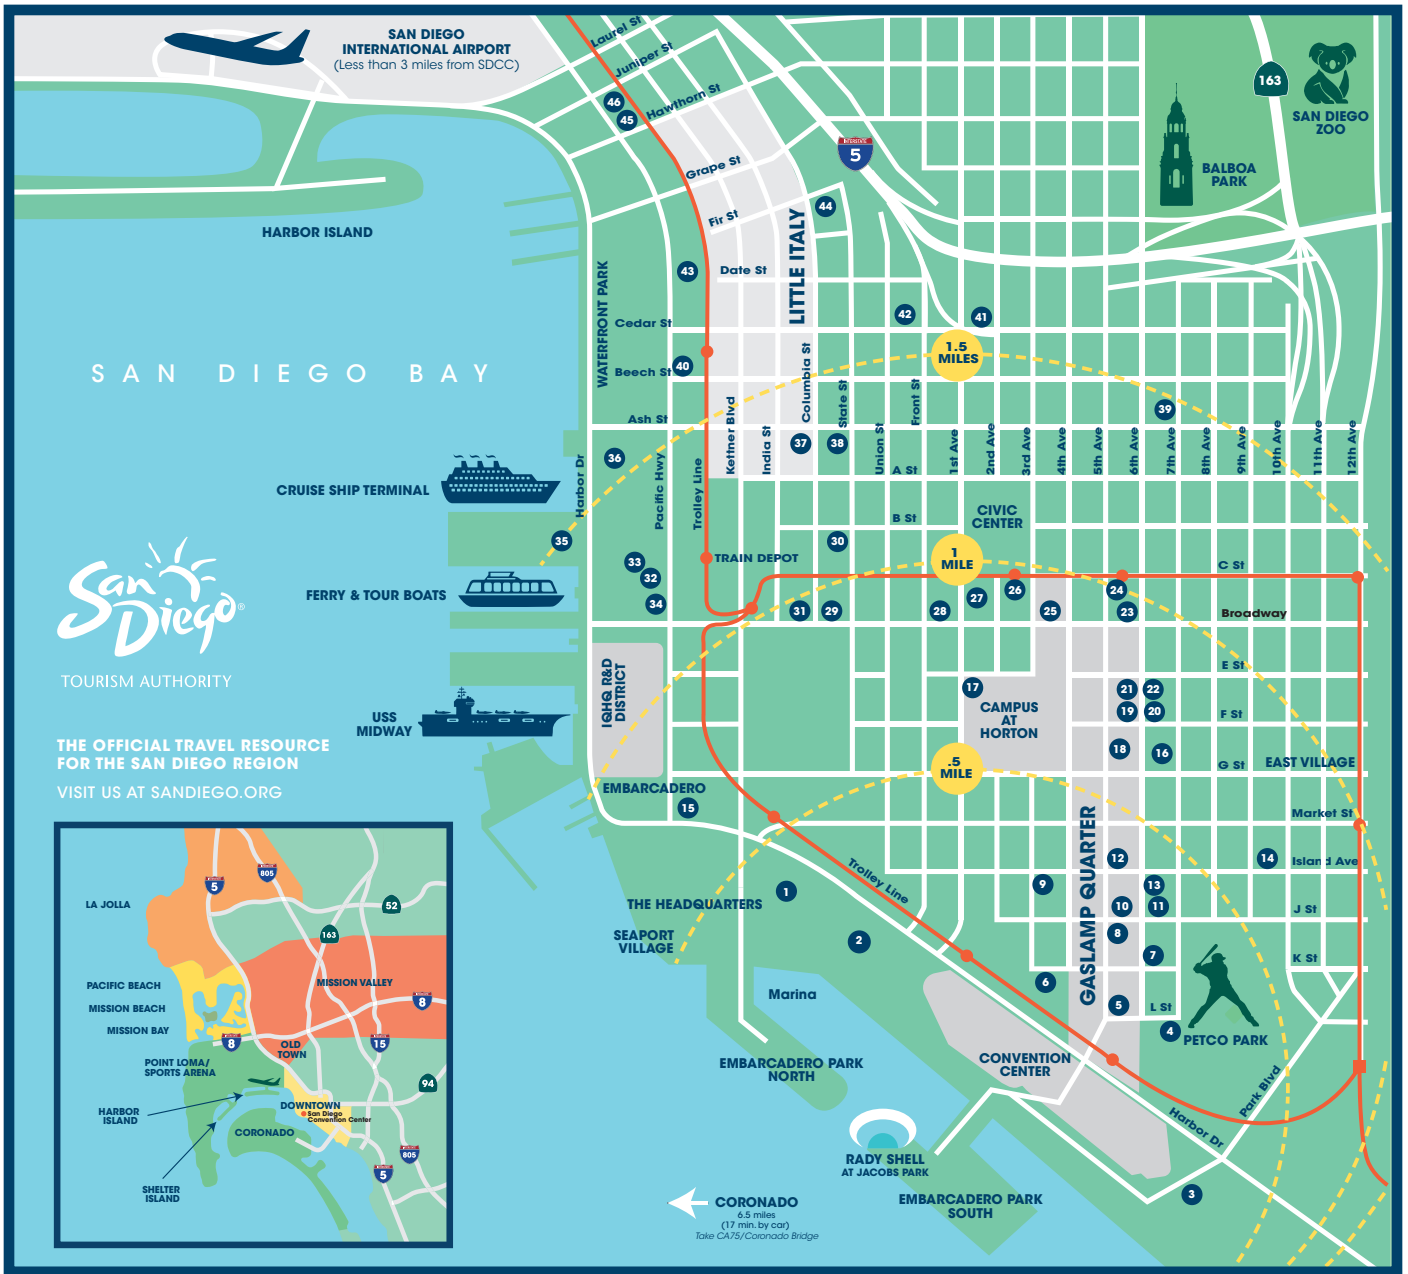 SAN DIEGO
INTERNATIONAL AIRPORT
(Less than 3 miles from SDCC)
Laurel St
Juniper St
Hawthorn St
46
45
Grape St
Fir St
5
163
SAN DIEGO
ZOO
BALBOA
PARK
HARBOR ISLAND
LITTLE ITALY
44
43
Date St
WATERFRONT PARK
Cedar St
42
41
1.5
MILES
SAN DIEGO BAY
Beech St
40
Columbia St
State St
Front St
39
Ash St
Kettner Blvd
India St
37
38
Union St
A St
1st Ave
2nd Ave
3rd Ave
4th Ave
5th Ave
6th Ave
7th Ave
8th Ave
9th Ave
10th Ave
11th Ave
12th Ave
36
Harbor Dr
Pacific Hwy
Trolley Line
CRUISE SHIP TERMINAL
B St
CIVIC
CENTER
35
30
33
32
34
TRAIN DEPOT
1
MILE
C St
San
Diego
®
TOURISM AUTHORITY
FERRY & TOUR BOATS
31
29
28
27
26
25
24
23
Broadway
E St
IQHQ R&D
DISTRICT
17
CAMPUS
AT
HORTON
21
22
19
20
F St
USS
MIDWAY
18
16
G St
EAST VILLAGE
THE OFFICIAL TRAVEL RESOURCE
FOR THE SAN DIEGO REGION
VISIT US AT SANDIEGO.ORG
.5
MILE
EMBARCADERO
15
Market St
GASLAMP QUARTER
12
14
Island Ave
Trolley Line
1
9
13
10
11
J St
THE HEADQUARTERS
SEAPORT
VILLAGE
2
8
7
K St
6
5
L St
4
PETCO PARK
Marina
EMBARCADERO PARK
NORTH
CONVENTION
CENTER
Park Blvd
Harbor Dr
RADY SHELL
AT JACOBS PARK
EMBARCADERO PARK
SOUTH
3
CORONADO
6.5 miles
(17 min. by car)
Take CA75/Coronado Bridge
LA JOLLA
5
805
52
163
PACIFIC BEACH
MISSION BEACH
MISSION BAY
MISSION VALLEY
8
8
OLD
TOWN
15
POINT LOMA/
SPORTS ARENA
94
HARBOR
ISLAND
DOWNTOWN
San Diego
Convention Center
CORONADO
805
5
SHELTER
ISLAND